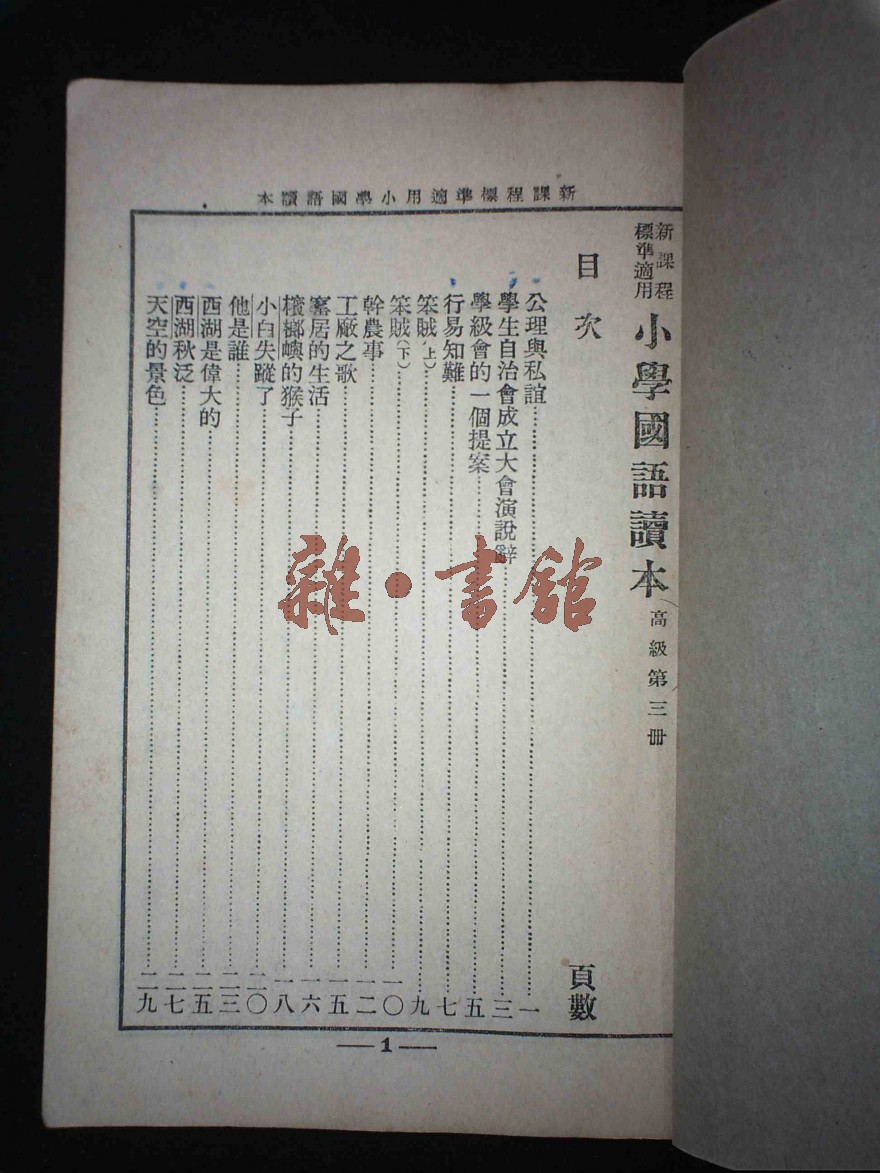 新課程標準適用小學國語讀本
新課程
標準適用
小學國語讀本
高級第三册
目次
頁數
公理與私誼……一
學生自治會成立大會演說辭……三
學級會的一個提案……五
行易知難……七
笨賊(上)……九
笨賊(下)……一〇
幹農事……一二
工廠之歌……一五
窰居的生活……一六
檳榔嶼的猴子……一八
小白失蹤了……二〇
他是誰……二三
西湖是偉大的……二五
西湖秋泛……二七
天空的景色……二九
—1—
雜·書館